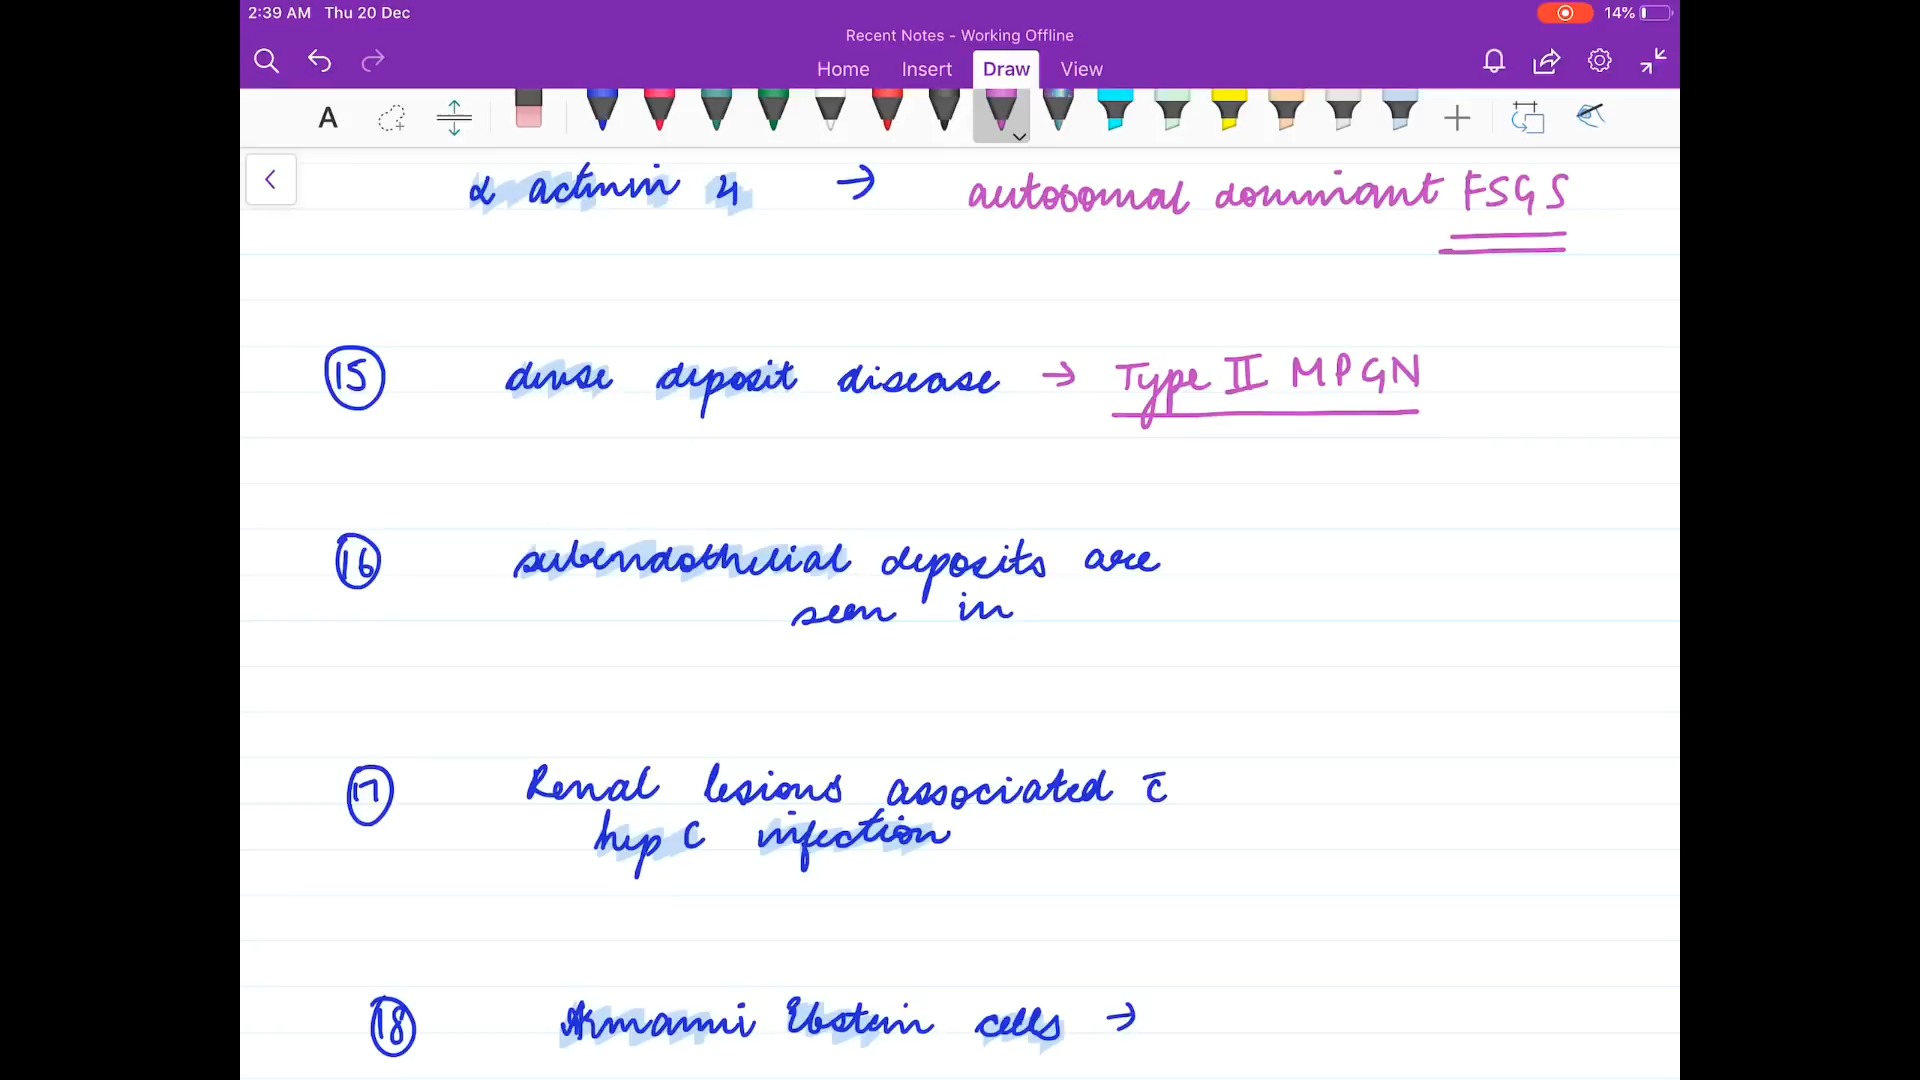 2:39 AM Thu 20 Dec
14%
Recent Notes - Working Offline
Home Insert Draw View
A
α actinin 4 → autosomal dominant FSGS
15 dense deposit disease → Type II MPGN
16 subendothelial deposits are
seen in
17 Renal lesions associated c̄
hep C infection
18 Armanni Ebstein cells →